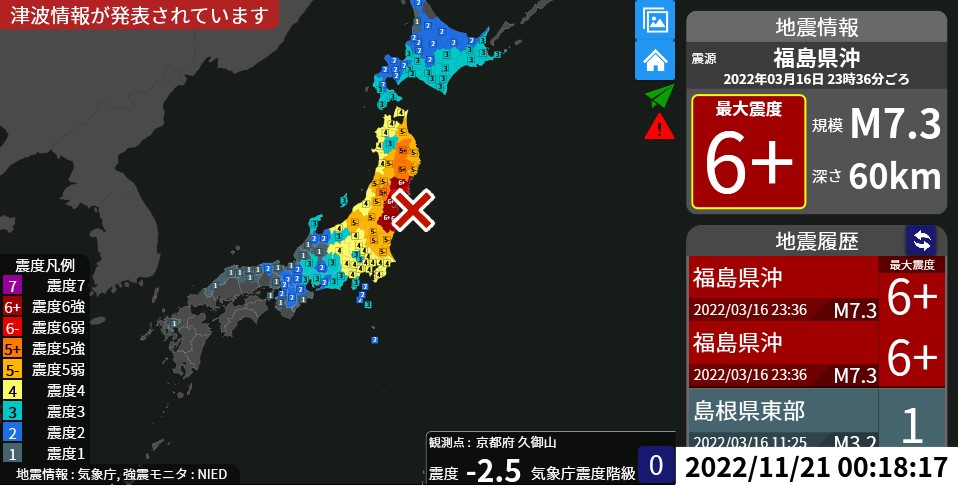 津波情報が発表されています
地震情報
震源
福島県沖
2022年03月16日 23時36分ごろ
最大震度
6+
規模 M7.3
深さ 60km
地震履歴
最大震度
福島県沖
2022/03/16 23:36
M7.3
6+
福島県沖
2022/03/16 23:36
M7.3
6+
島根県東部
2022/03/16 11:25
M3.2
1
震度凡例
7 震度7
6+ 震度6強
6- 震度6弱
5+ 震度5強
5- 震度5弱
4 震度4
3 震度3
2 震度2
1 震度1
地震情報 : 気象庁, 強震モニタ : NIED
観測点 : 京都府 久御山
震度 -2.5 気象庁震度階級 0
2022/11/21 00:18:17